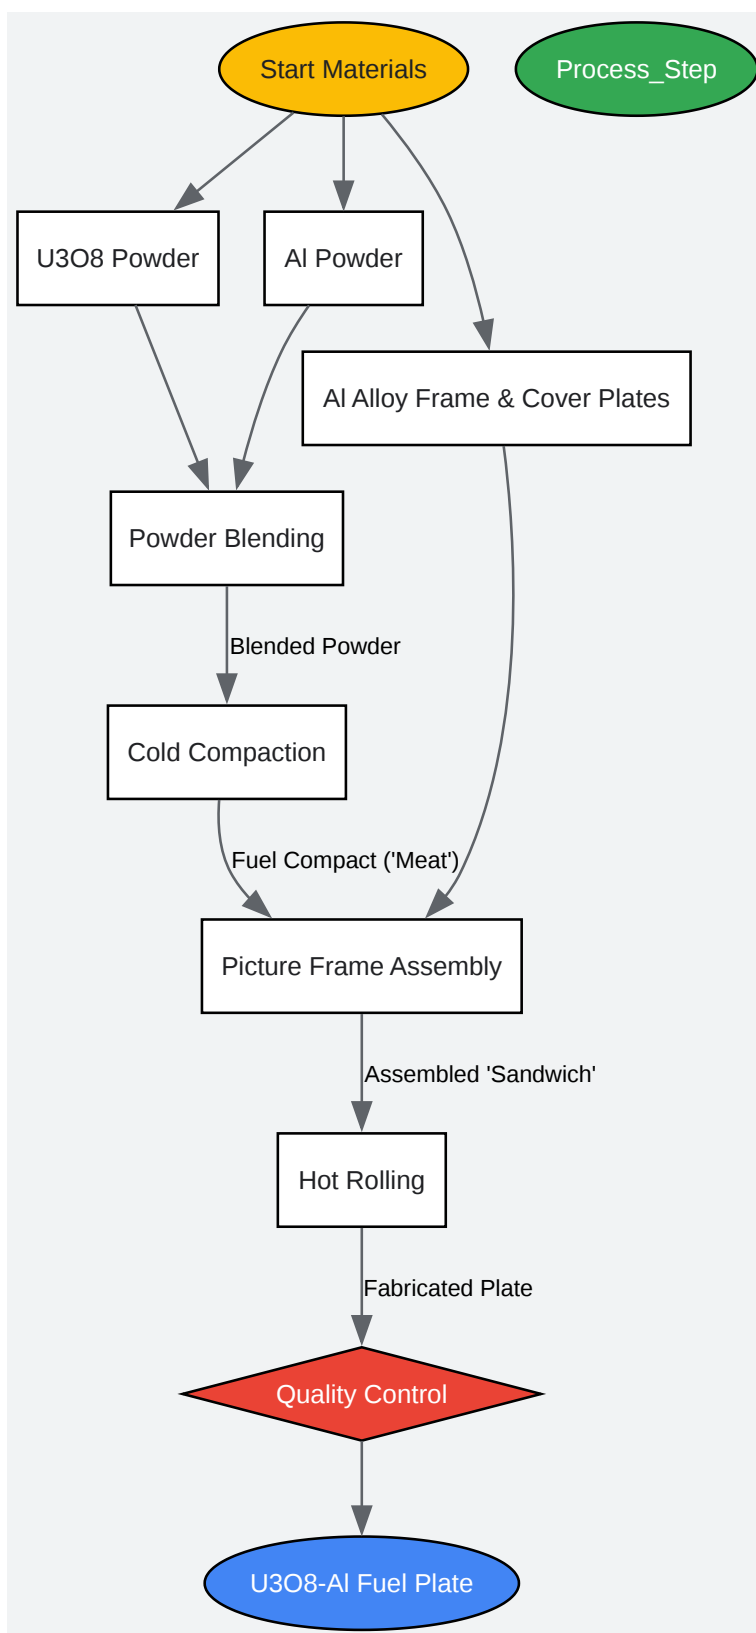 Start Materials
Process_Step
U3O8 Powder
Al Powder
Al Alloy Frame & Cover Plates
Powder Blending
Blended Powder
Cold Compaction
Fuel Compact ('Meat')
Picture Frame Assembly
Assembled 'Sandwich'
Hot Rolling
Fabricated Plate
Quality Control
U3O8-Al Fuel Plate